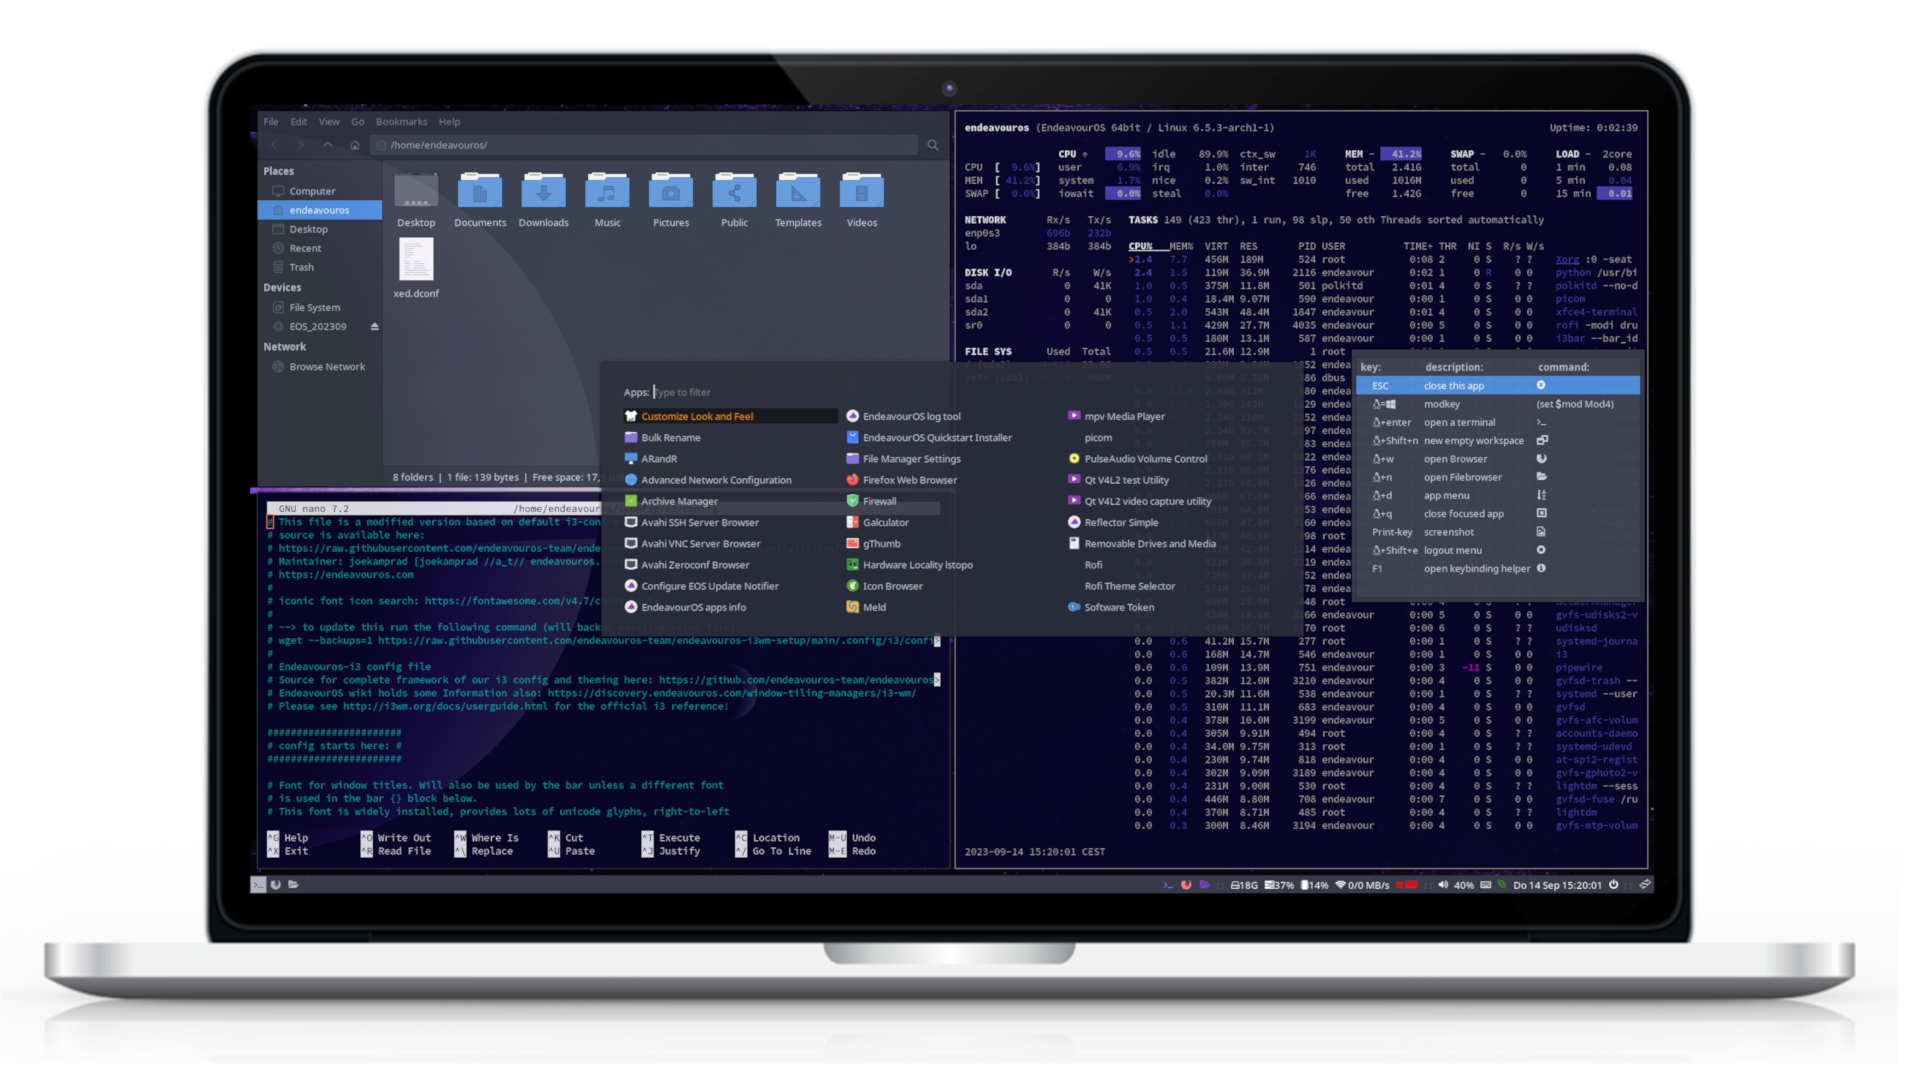 File Edit View Go Bookmarks Help
/home/endeavouros/
Places
Computer
endeavouros
Desktop
Recent
Trash
Devices
File System
EOS_202309
Network
Browse Network
Desktop Documents Downloads Music Pictures Public Templates Videos
xed.dconf
8 folders | 1 file: 139 bytes | Free space: 17,
GNU nano 7.2 /home/endeavour
# This file is a modified version based on default i3-con
# source is available here:
# https://raw.githubusercontent.com/endeavouros-team/ende
# Maintainer: joekamprad [joekamprad //a_t// endeavouros.
# https://endeavouros.com
#
# iconic font icon search: https://fontawesome.com/v4.7/c
#
# --> to update this run the following command (will back
# wget --backups=1 https://raw.githubusercontent.com/endeavouros-team/endeavouros-i3wm-setup/main/.config/i3/confi>
#
# Endeavouros-i3 config file
# Source for complete framework of our i3 config and theming here: https://github.com/endeavouros-team/endeavouros>
# EndeavourOS wiki holds some Information also: https://discovery.endeavouros.com/window-tiling-managers/i3-wm/
# Please see http://i3wm.org/docs/userguide.html for the official i3 reference!
#######################
# config starts here: #
#######################
# Font for window titles. Will also be used by the bar unless a different font
# is used in the bar {} block below.
# This font is widely installed, provides lots of unicode glyphs, right-to-left
^G Help ^O Write Out ^W Where Is ^K Cut ^T Execute ^C Location M-U Undo
^X Exit ^R Read File ^\ Replace ^U Paste ^J Justify ^/ Go To Line M-E Redo
Apps: Type to filter
Customize Look and Feel
Bulk Rename
ARandR
Advanced Network Configuration
Archive Manager
Avahi SSH Server Browser
Avahi VNC Server Browser
Avahi Zeroconf Browser
Configure EOS Update Notifier
EndeavourOS apps info
EndeavourOS log tool
EndeavourOS Quickstart Installer
File Manager Settings
Firefox Web Browser
Firewall
Galculator
gThumb
Hardware Locality lstopo
Icon Browser
Meld
mpv Media Player
picom
PulseAudio Volume Control
Qt V4L2 test Utility
Qt V4L2 video capture utility
Reflector Simple
Removable Drives and Media
Rofi
Rofi Theme Selector
Software Token
endeavouros (EndeavourOS 64bit / Linux 6.5.3-arch1-1) Uptime: 0:02:39
CPU 9.6% idle 89.9% ctx_sw 1K MEM - 41.2% SWAP - 0.0% LOAD - 2core
CPU [ 9.6%] user 6.9% irq 1.0% inter 746 total 2.41G total 0 1 min 0.08
MEM [ 41.2%] system 1.7% nice 0.2% sw_int 1010 used 1016M used 0 5 min 0.04
SWAP [ 0.0%] iowait 0.0% steal 0.0% free 1.42G free 0 15 min 0.01
NETWORK Rx/s Tx/s TASKS 149 (423 thr), 1 run, 98 slp, 50 oth Threads sorted automatically
enp0s3 696b 232b
lo 384b 384b CPU% MEM% VIRT RES PID USER TIME+ THR NI S R/s W/s
>2.4 7.7 456M 189M 524 root 0:08 2 0 S ? ? Xorg :0 -seat
DISK I/O R/s W/s 2.4 1.5 119M 36.9M 2116 endeavour 0:02 1 0 R 0 0 python /usr/bi
sda 0 41K 1.0 0.5 375M 11.8M 501 polkitd 0:01 4 0 S ? ? polkitd --no-d
sda1 0 0 1.0 0.4 18.4M 9.07M 590 endeavour 0:00 1 0 S 0 0 picom
sda2 0 41K 0.5 2.0 543M 48.4M 1847 endeavour 0:01 4 0 S 0 0 xfce4-terminal
sr0 0 0 0.5 1.1 429M 27.7M 4035 endeavour 0:00 5 0 S 0 0 rofi -modi dru
0.5 0.5 180M 13.1M 587 endeavour 0:00 1 0 S 0 0 i3bar --bar_id
FILE SYS Used Total 0.5 0.5 21.6M 12.9M 1 root
key: description: command:
ESC close this app
= modkey (set $mod Mod4)
+enter open a terminal >_
+Shift+n new empty workspace
+w open Browser
+n open Filebrowser
+d app menu
+q close focused app
Print-key screenshot
+Shift+e logout menu
F1 open keybinding helper
0.0 0.6 41.2M 15.7M 277 root 0:00 1 0 S ? ? systemd-journa
0.0 0.6 168M 14.7M 546 endeavour 0:00 1 0 S 0 0 i3
0.0 0.6 109M 13.9M 751 endeavour 0:00 3 -11 S 0 0 pipewire
0.0 0.5 382M 12.0M 3210 endeavour 0:00 4 0 S 0 0 gvfsd-trash --
0.0 0.5 20.3M 11.6M 538 endeavour 0:00 1 0 S ? ? systemd --user
0.0 0.5 310M 11.1M 683 endeavour 0:00 4 0 S 0 0 gvfsd
0.0 0.4 378M 10.0M 3199 endeavour 0:00 5 0 S 0 0 gvfs-afc-volum
0.0 0.4 305M 9.91M 494 root 0:00 4 0 S ? ? accounts-daemo
0.0 0.4 34.0M 9.75M 313 root 0:00 1 0 S ? ? systemd-udevd
0.0 0.4 230M 9.74M 818 endeavour 0:00 4 0 S 0 0 at-spi2-regist
0.0 0.4 302M 9.09M 3189 endeavour 0:00 4 0 S 0 0 gvfs-gphoto2-v
0.0 0.4 231M 9.00M 530 root 0:00 4 0 S ? ? lightdm --sess
0.0 0.4 446M 8.80M 708 endeavour 0:00 7 0 S 0 0 gvfsd-fuse /ru
0.0 0.4 370M 8.71M 485 root 0:00 4 0 S ? ? lightdm
0.0 0.3 300M 8.46M 3194 endeavour 0:00 4 0 S 0 0 gvfs-mtp-volum
2023-09-14 15:20:01 CEST
18G 37% 14% 0/0 MB/s 40% Do 14 Sep 15:20:01